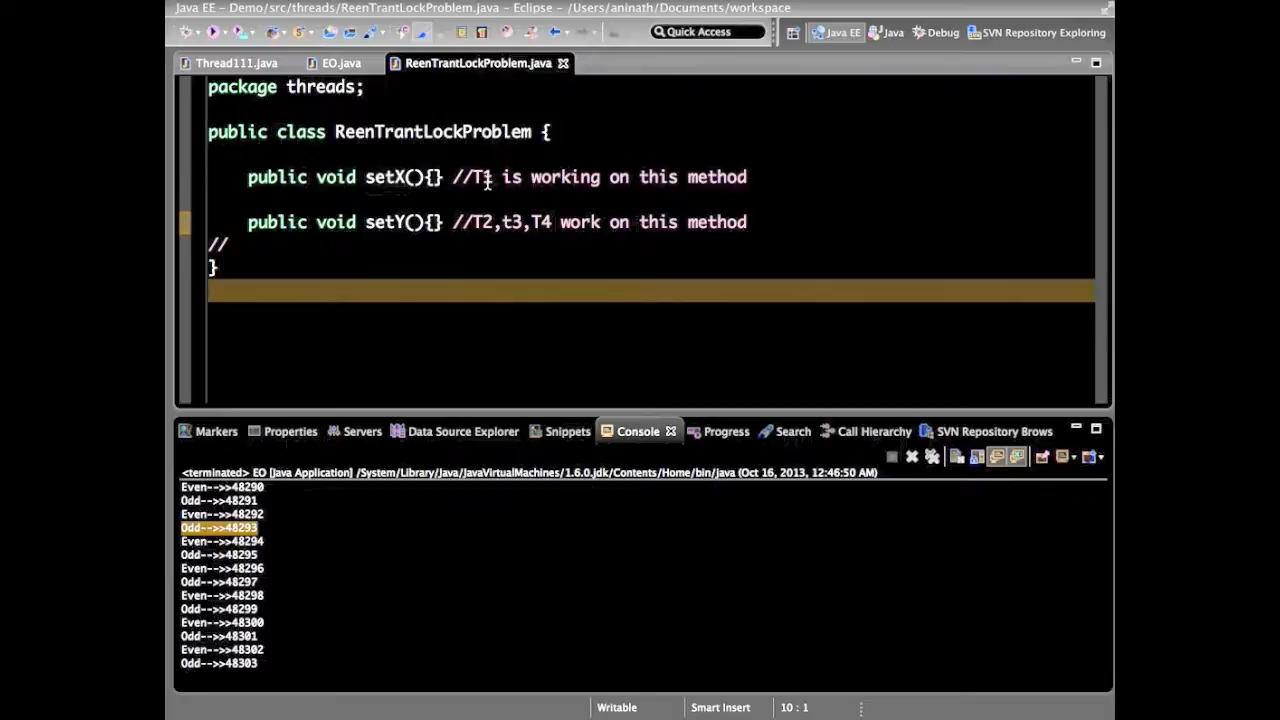 Java EE - Demo/src/threads/ReenTrantLockProblem.java - Eclipse - /Users/aninath/Documents/workspace
Quick Access
Java EE
Java
Debug
SVN Repository Exploring
Thread111.java
EO.java
ReenTrantLockProblem.java
package threads;
public class ReenTrantLockProblem {
public void setX(){} //T1 is working on this method
public void setY(){} //T2,t3,T4 work on this method
//
}
Markers
Properties
Servers
Data Source Explorer
Snippets
Console
Progress
Search
Call Hierarchy
SVN Repository Brows
<terminated> EO [Java Application] /System/Library/Java/JavaVirtualMachines/1.6.0.jdk/Contents/Home/bin/java (Oct 16, 2013, 12:46:50 AM)
Even-->>48290
Odd-->>48291
Even-->>48292
Odd-->>48293
Even-->>48294
Odd-->>48295
Even-->>48296
Odd-->>48297
Even-->>48298
Odd-->>48299
Even-->>48300
Odd-->>48301
Even-->>48302
Odd-->>48303
Writable
Smart Insert
10 : 1